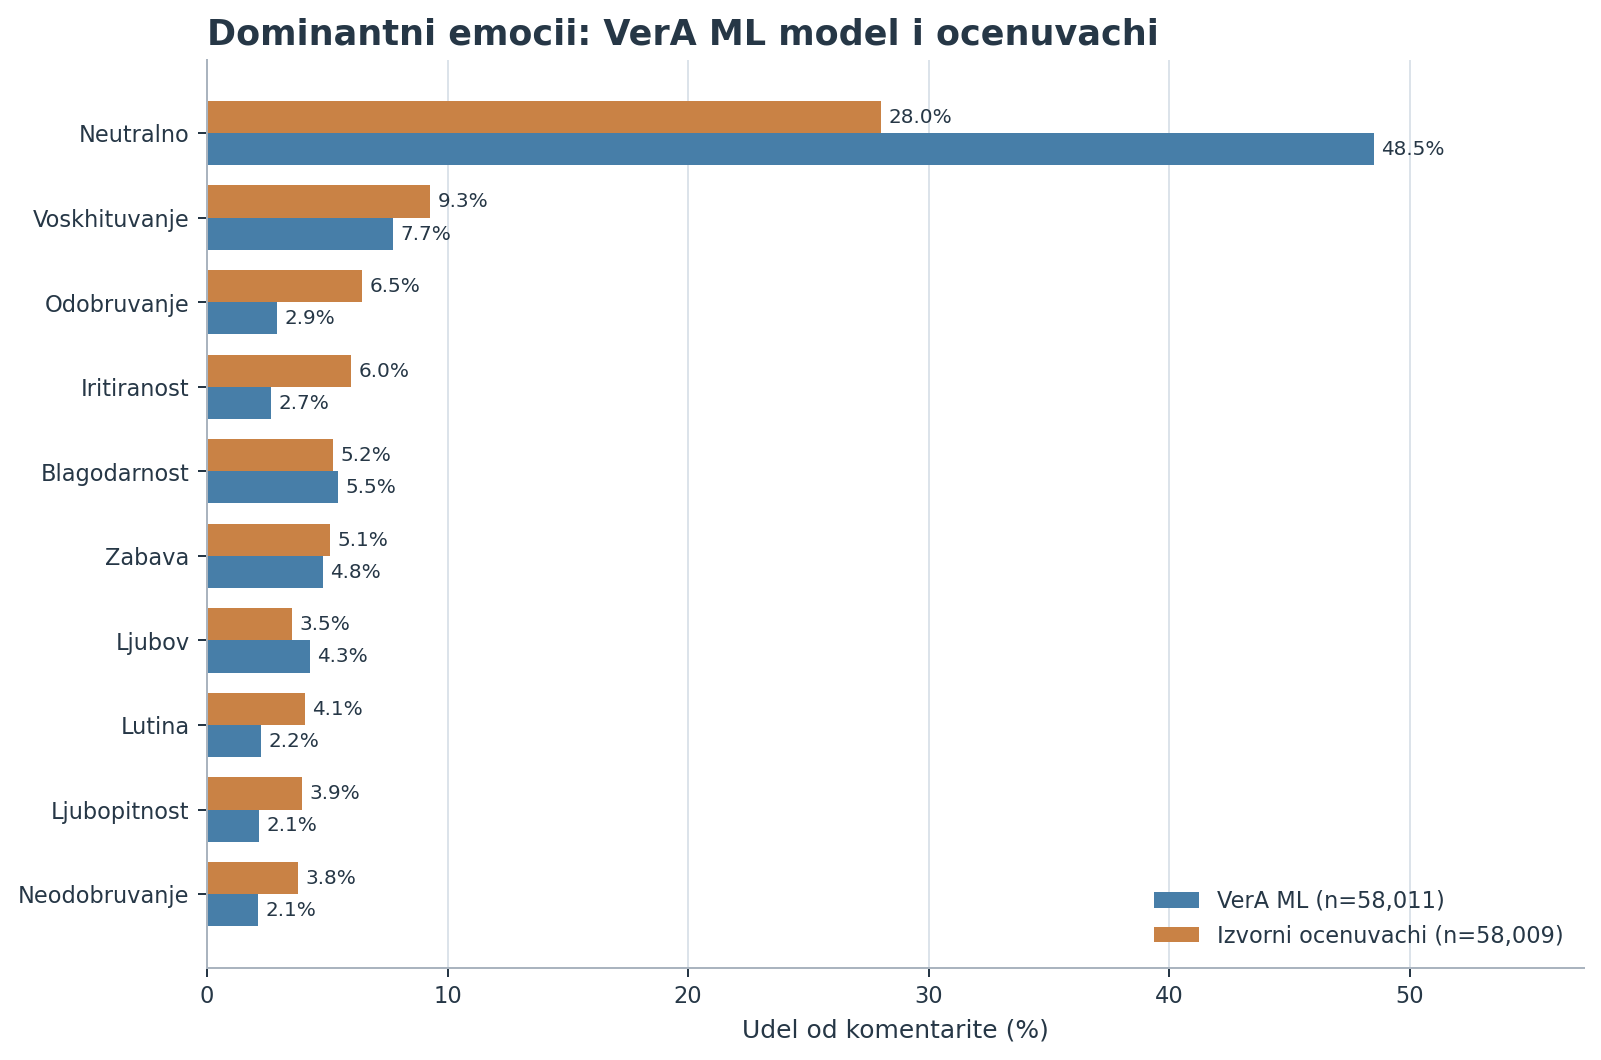 Dominantni emocii: VerA ML model i ocenuvachi
Neutralno
28.0%
48.5%
Voskhituvanje
9.3%
7.7%
Odobruvanje
6.5%
2.9%
Iritiranost
6.0%
2.7%
Blagodarnost
5.2%
5.5%
Zabava
5.1%
4.8%
Ljubov
3.5%
4.3%
Lutina
4.1%
2.2%
Ljubopitnost
3.9%
2.1%
Neodobruvanje
3.8%
2.1%
VerA ML (n=58,011)
Izvorni ocenuvachi (n=58,009)
0 10 20 30 40 50
Udel od komentarite (%)